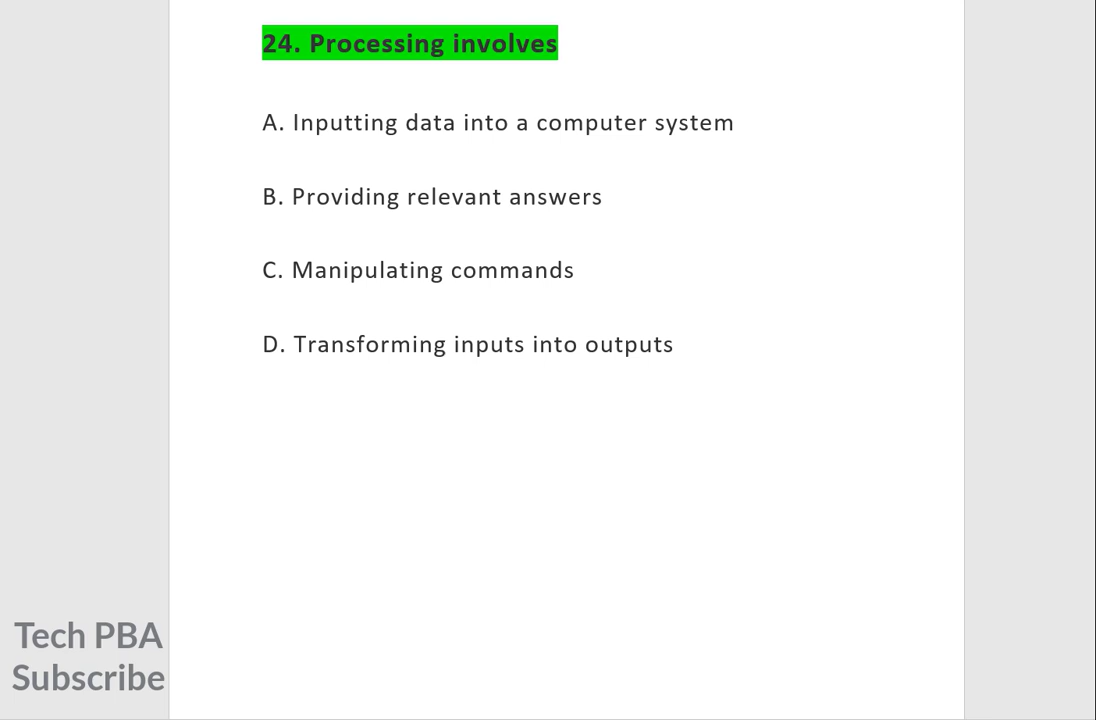 24. Processing involves
A. Inputting data into a computer system
B. Providing relevant answers
C. Manipulating commands
D. Transforming inputs into outputs
Tech PBA
Subscribe